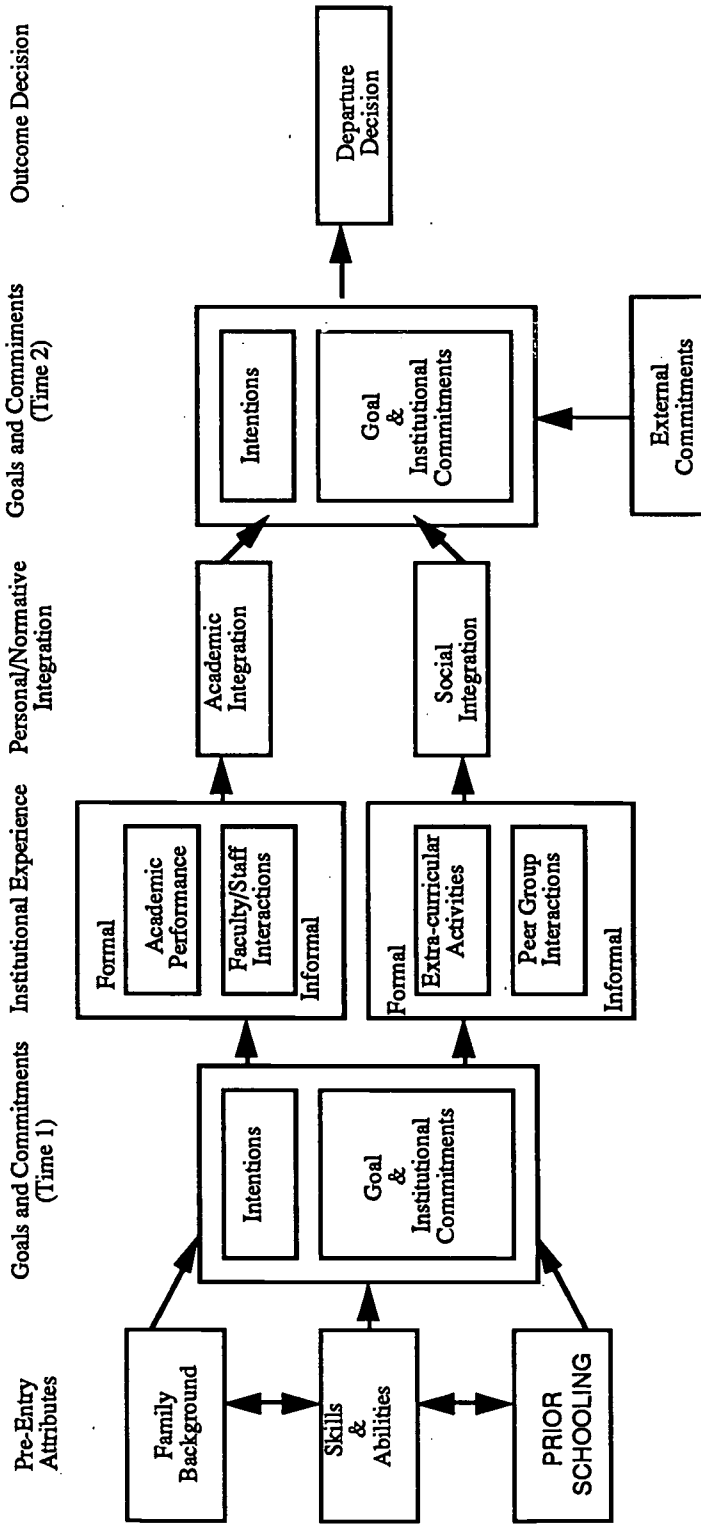 Pre-Entry
Attributes
Goals and Commitments
(Time 1)
Institutional Experience
Personal/Normative
Integration
Goals and Commiments
(Time 2)
Outcome Decision
Family
Background
Skills
&
Abilities
PRIOR
SCHOOLING
Intentions
Goal
&
Institutional
Commitments
Formal
Academic
Performance
Faculty/Staff
Interactions
Informal
Formal
Extra-curricular
Activities
Peer Group
Interactions
Informal
Academic
Integration
Social
Integration
Intentions
Goal
&
Institutional
Commitments
External
Commitments
Departure
Decision